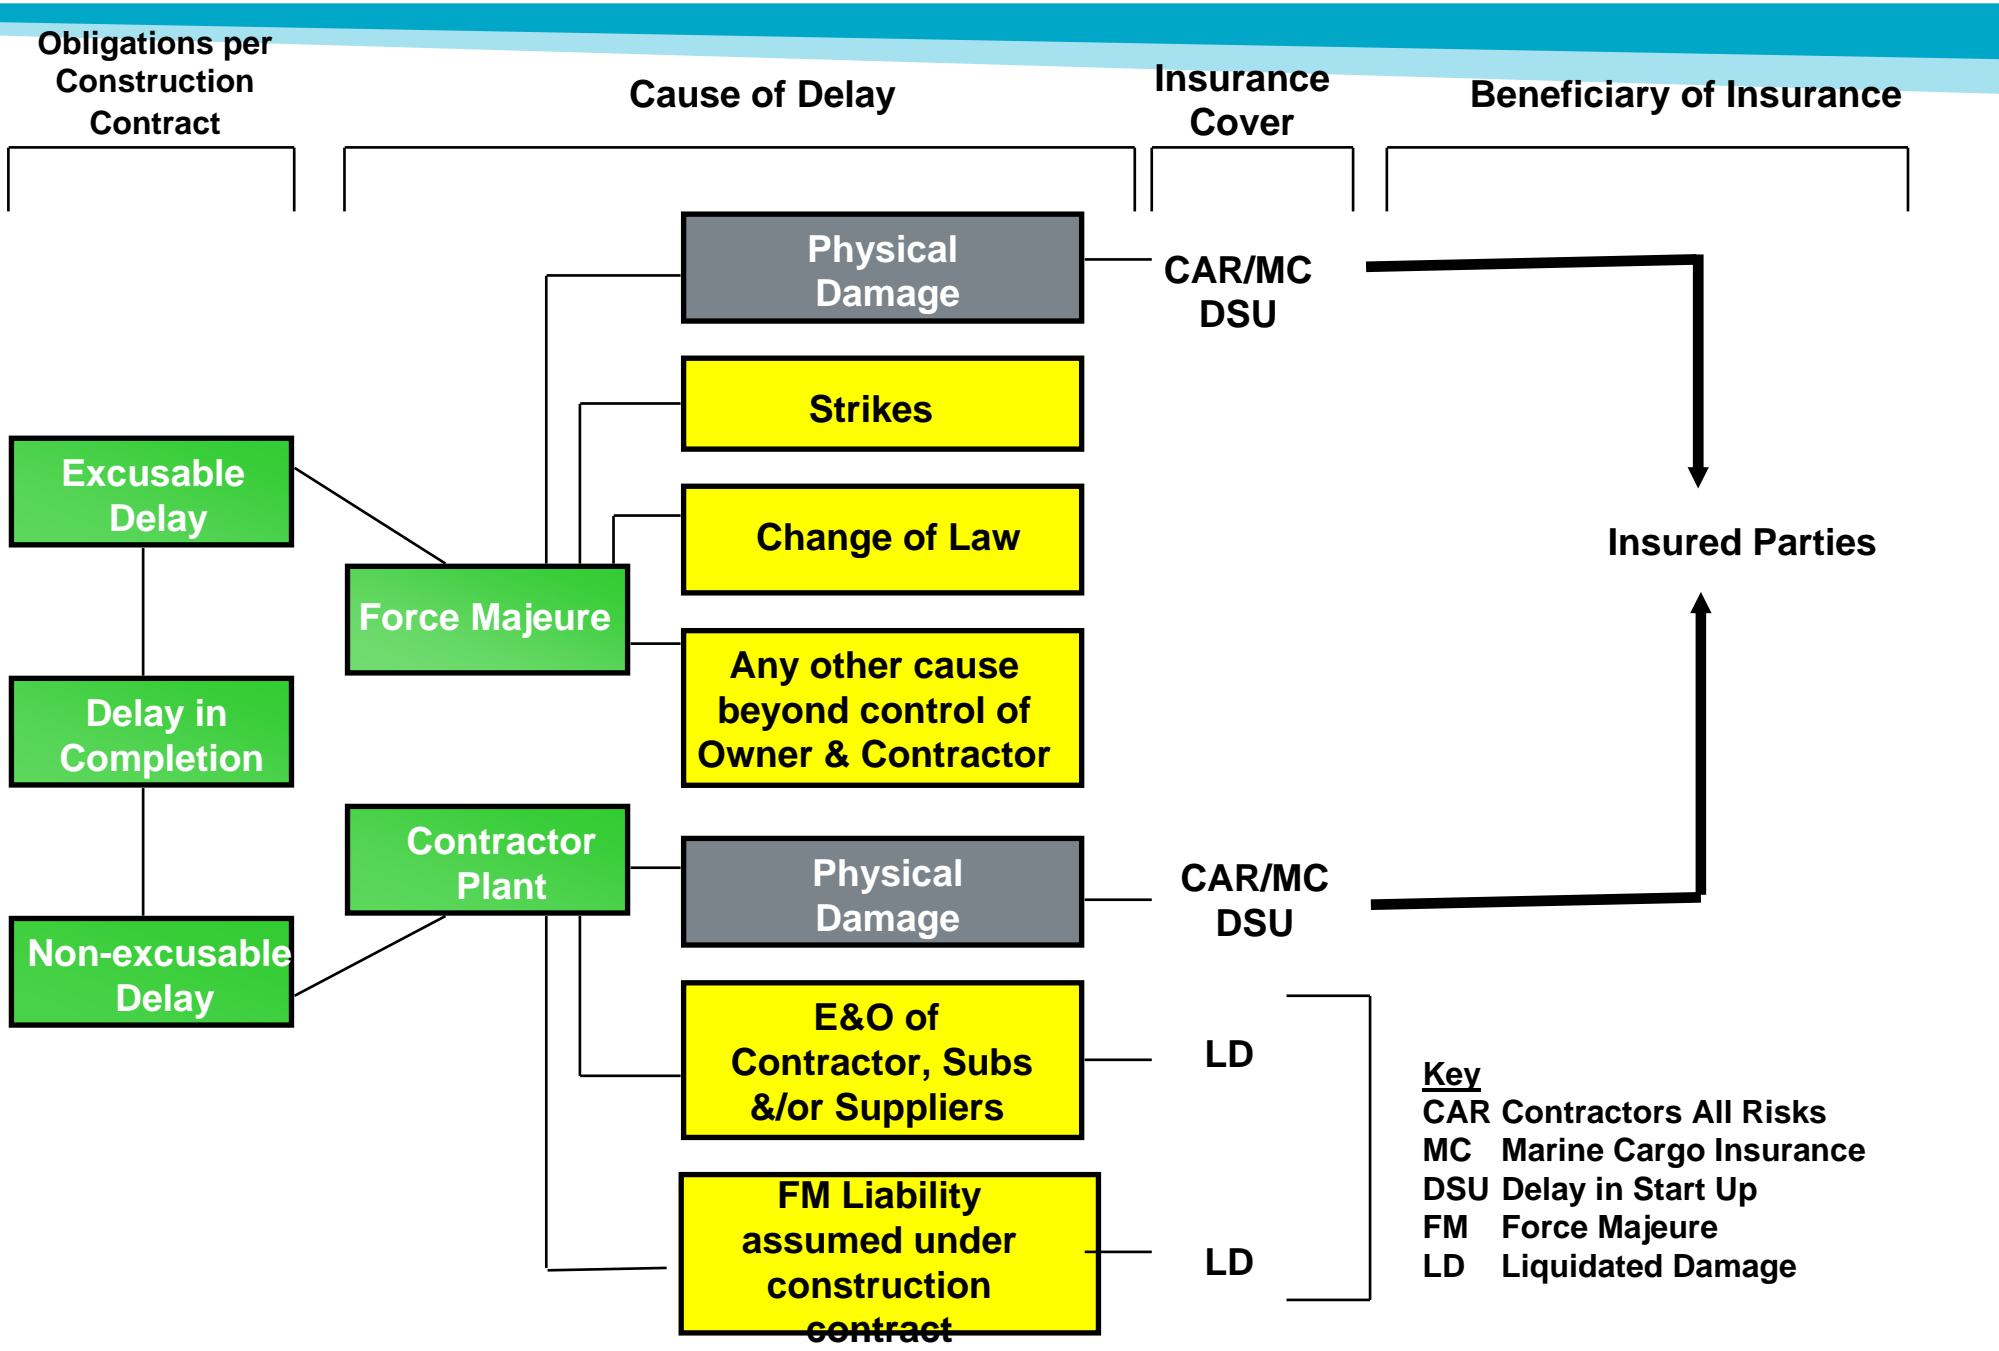 Obligations per
Construction
Contract
Cause of Delay
Insurance
Cover
Beneficiary of Insurance
Physical
Damage
CAR/MC
DSU
Strikes
Excusable
Delay
Change of Law
Insured Parties
Force Majeure
Any other cause
beyond control of
Owner & Contractor
Delay in
Completion
Contractor
Plant
Physical
Damage
CAR/MC
DSU
Non-excusable
Delay
E&O of
Contractor, Subs
&/or Suppliers
LD
FM Liability
assumed under
construction
contract
LD
Key
CAR Contractors All Risks
MC Marine Cargo Insurance
DSU Delay in Start Up
FM Force Majeure
LD Liquidated Damage